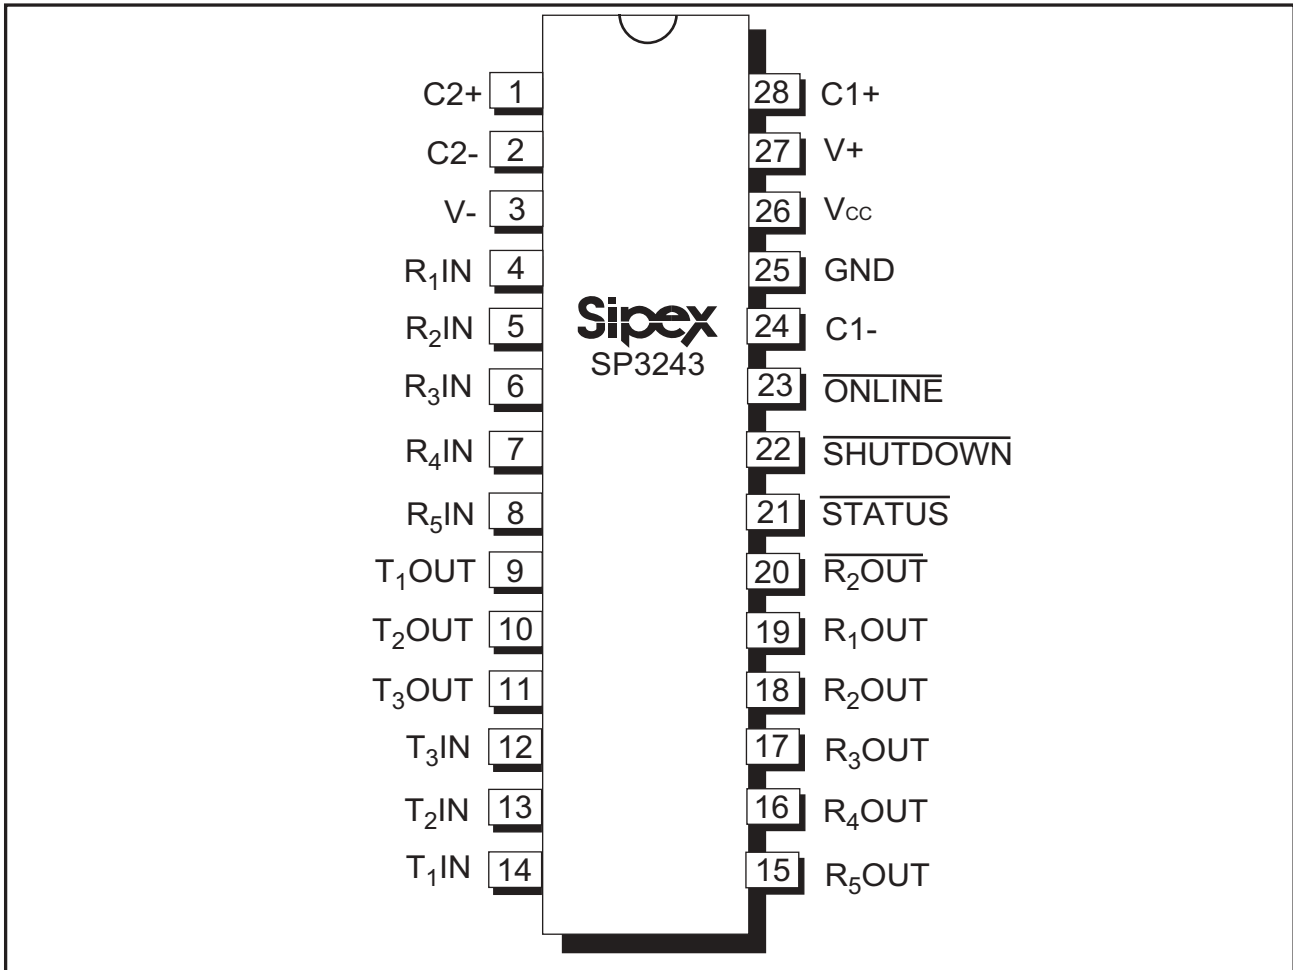 C2+ 1 28 C1+
C2- 2 27 V+
V- 3 26 VCC
R1IN 4 25 GND
R2IN 5 Sipex 24 C1-
SP3243
R3IN 6 23 ONLINE
R4IN 7 22 SHUTDOWN
R5IN 8 21 STATUS
T1OUT 9 20 R2OUT
T2OUT 10 19 R1OUT
T3OUT 11 18 R2OUT
T3IN 12 17 R3OUT
T2IN 13 16 R4OUT
T1IN 14 15 R5OUT